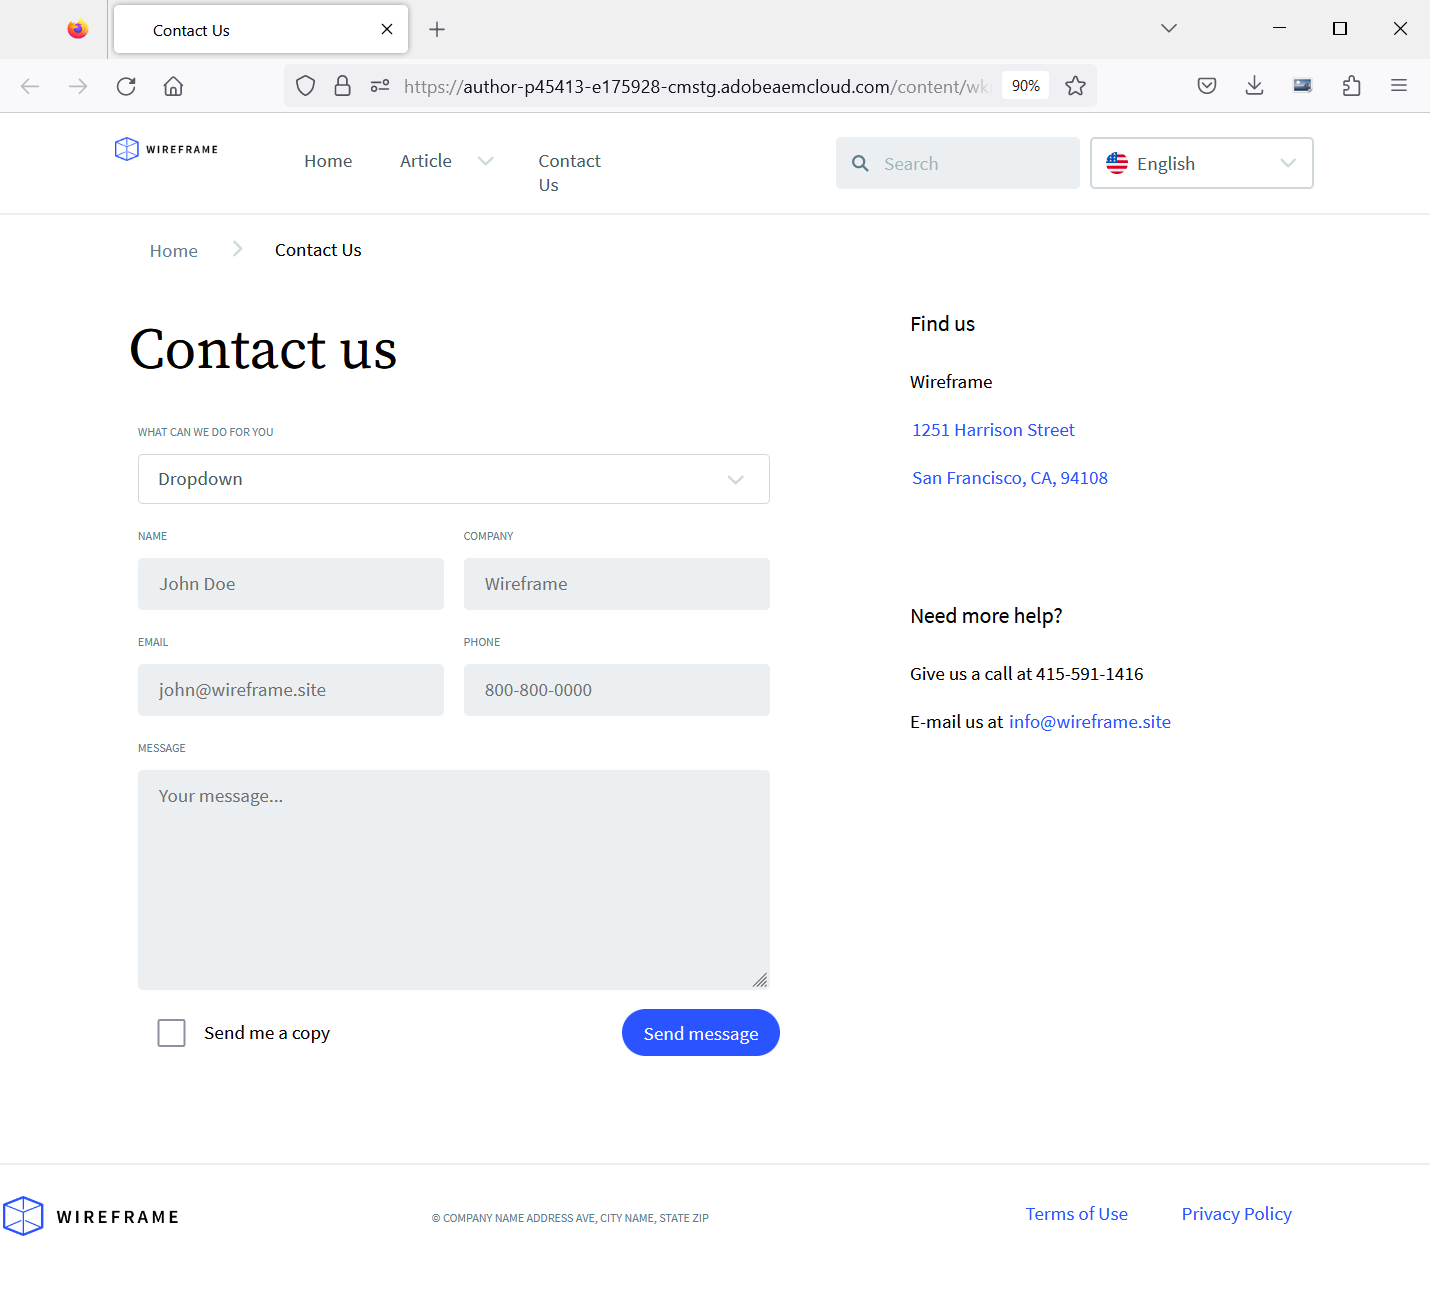 Contact Us
https://author-p45413-e175928-cmstg.adobeaemcloud.com/content/wk
90%
WIREFRAME
Home
Article
Contact
Us
Search
English
Home
Contact Us
Contact us
WHAT CAN WE DO FOR YOU
Dropdown
NAME
COMPANY
John Doe
Wireframe
EMAIL
PHONE
john@wireframe.site
800-800-0000
MESSAGE
Your message...
Send me a copy
Send message
Find us
Wireframe
1251 Harrison Street
San Francisco, CA, 94108
Need more help?
Give us a call at 415-591-1416
E-mail us at info@wireframe.site
WIREFRAME
© COMPANY NAME ADDRESS AVE, CITY NAME, STATE ZIP
Terms of Use
Privacy Policy